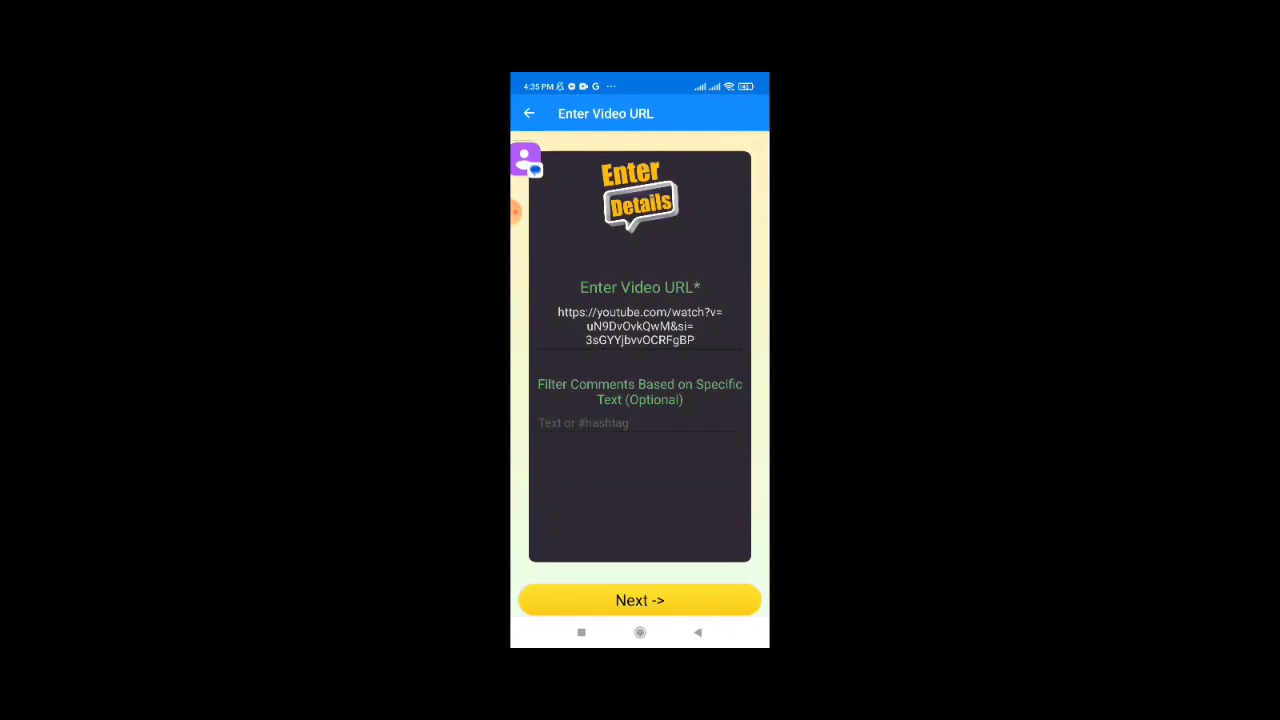 4:35 PM
Enter Video URL
Enter
Details
Enter Video URL*
https://youtube.com/watch?v=
uN9DvOvkQwM&si=
3sGYYjbvvOCRFgBP
Filter Comments Based on Specific
Text (Optional)
Text or #hashtag
Next ->